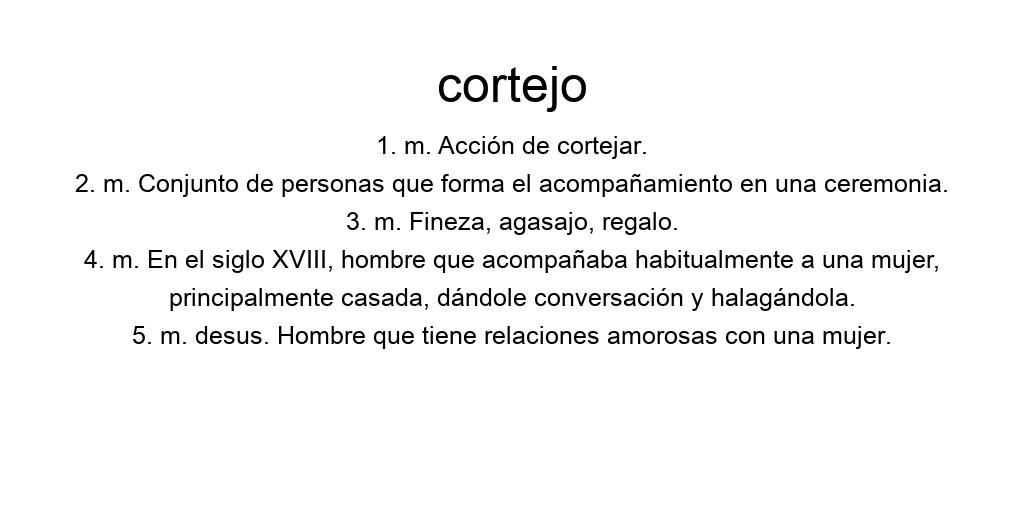 cortejo
1. m. Acción de cortejar.
2. m. Conjunto de personas que forma el acompañamiento en una ceremonia.
3. m. Fineza, agasajo, regalo.
4. m. En el siglo XVIII, hombre que acompañaba habitualmente a una mujer,
principalmente casada, dándole conversación y halagándola.
5. m. desus. Hombre que tiene relaciones amorosas con una mujer.